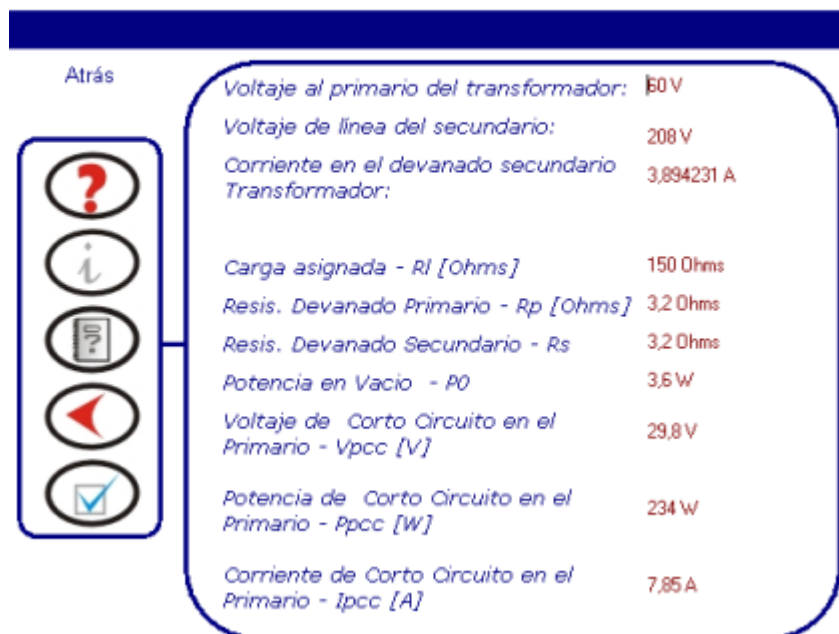 Atrás
Voltaje al primario del transformador: 60 V
Voltaje de linea del secundario: 208 V
Corriente en el devanado secundario
Transformador: 3,894231 A
Carga asignada - Rl [Ohms] 150 Ohms
Resis. Devanado Primario - Rp [Ohms] 3,2 Ohms
Resis. Devanado Secundario - Rs 3,2 Ohms
Potencia en Vacio - P0 3,6 W
Voltaje de Corto Circuito en el
Primario - Vpcc [V] 29,8 V
Potencia de Corto Circuito en el
Primario - Ppcc [W] 234 W
Corriente de Corto Circuito en el
Primario - Ipcc [A] 7,85 A